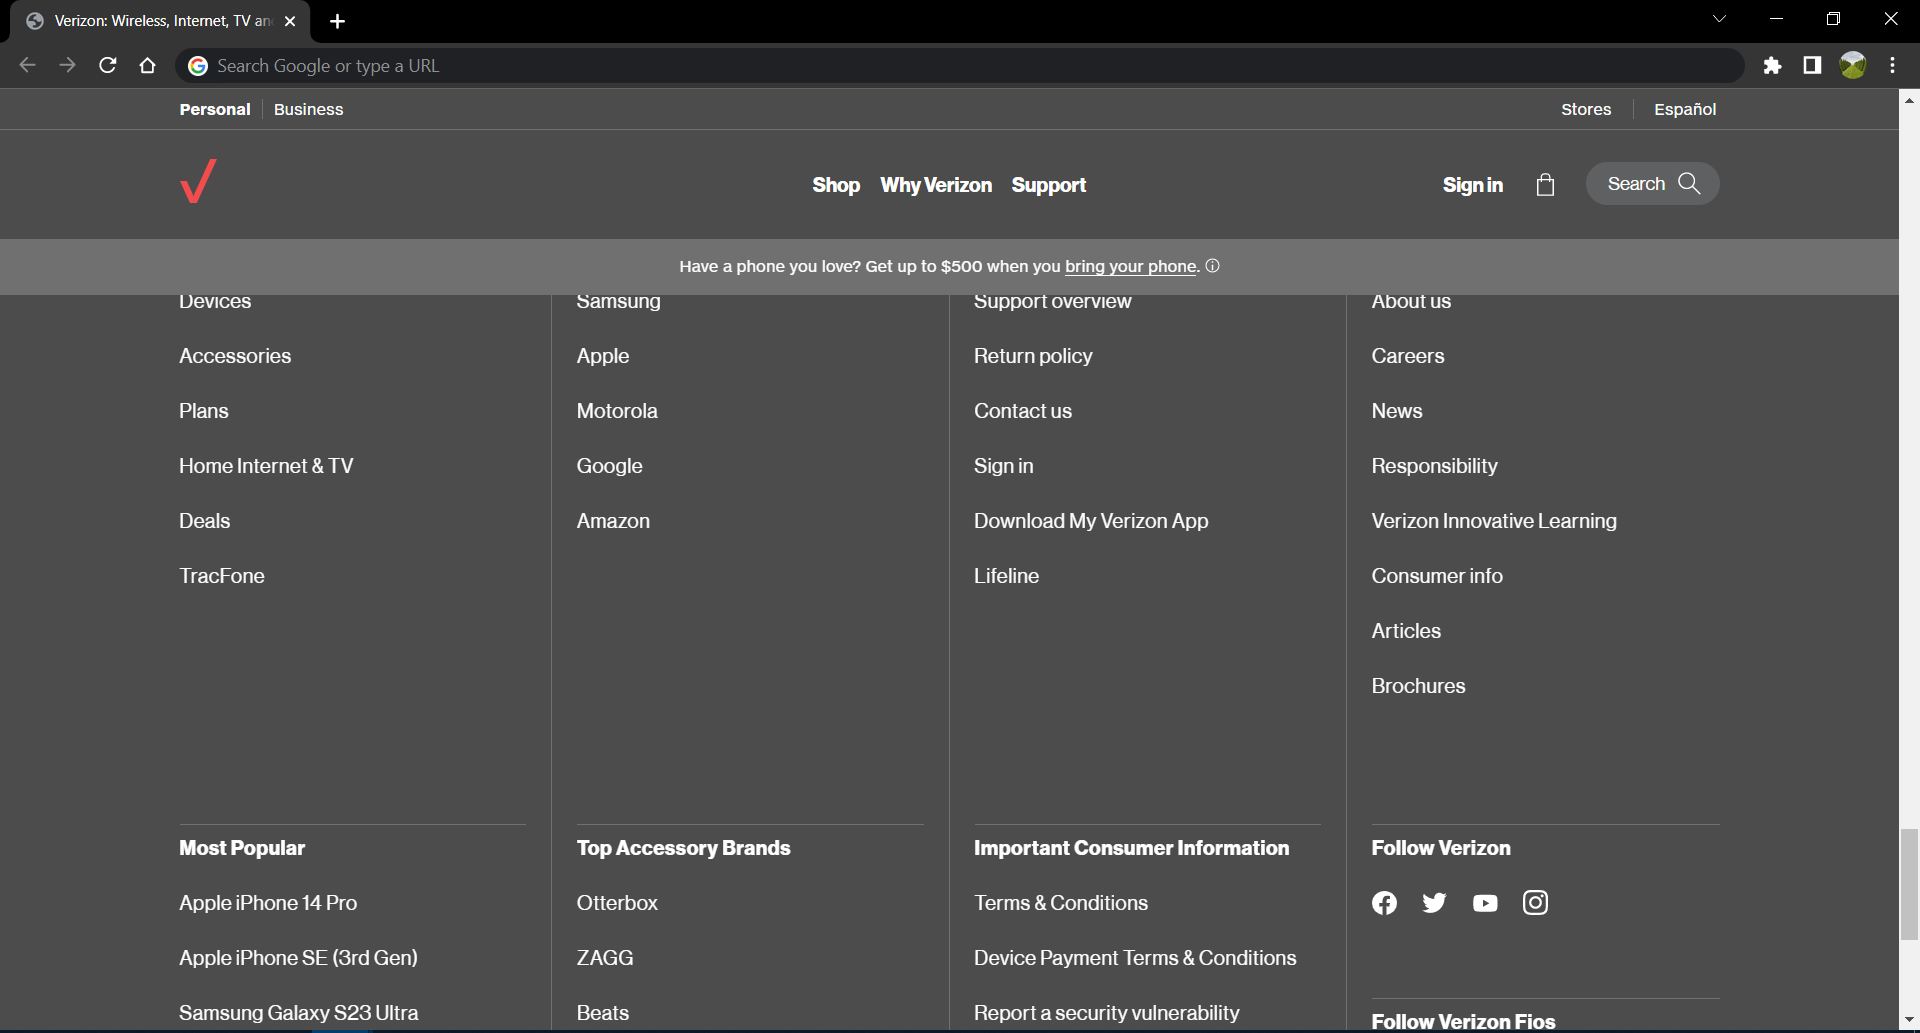 Verizon: Wireless, Internet, TV an
Search Google or type a URL
Personal
Business
Stores
Español
Shop
Why Verizon
Support
Sign in
Search
Have a phone you love? Get up to $500 when you bring your phone.
Devices
Accessories
Plans
Home Internet & TV
Deals
TracFone
Samsung
Apple
Motorola
Google
Amazon
Support overview
Return policy
Contact us
Sign in
Download My Verizon App
Lifeline
About us
Careers
News
Responsibility
Verizon Innovative Learning
Consumer info
Articles
Brochures
Most Popular
Apple iPhone 14 Pro
Apple iPhone SE (3rd Gen)
Samsung Galaxy S23 Ultra
Top Accessory Brands
Otterbox
ZAGG
Beats
Important Consumer Information
Terms & Conditions
Device Payment Terms & Conditions
Report a security vulnerability
Follow Verizon
Follow Verizon Fios